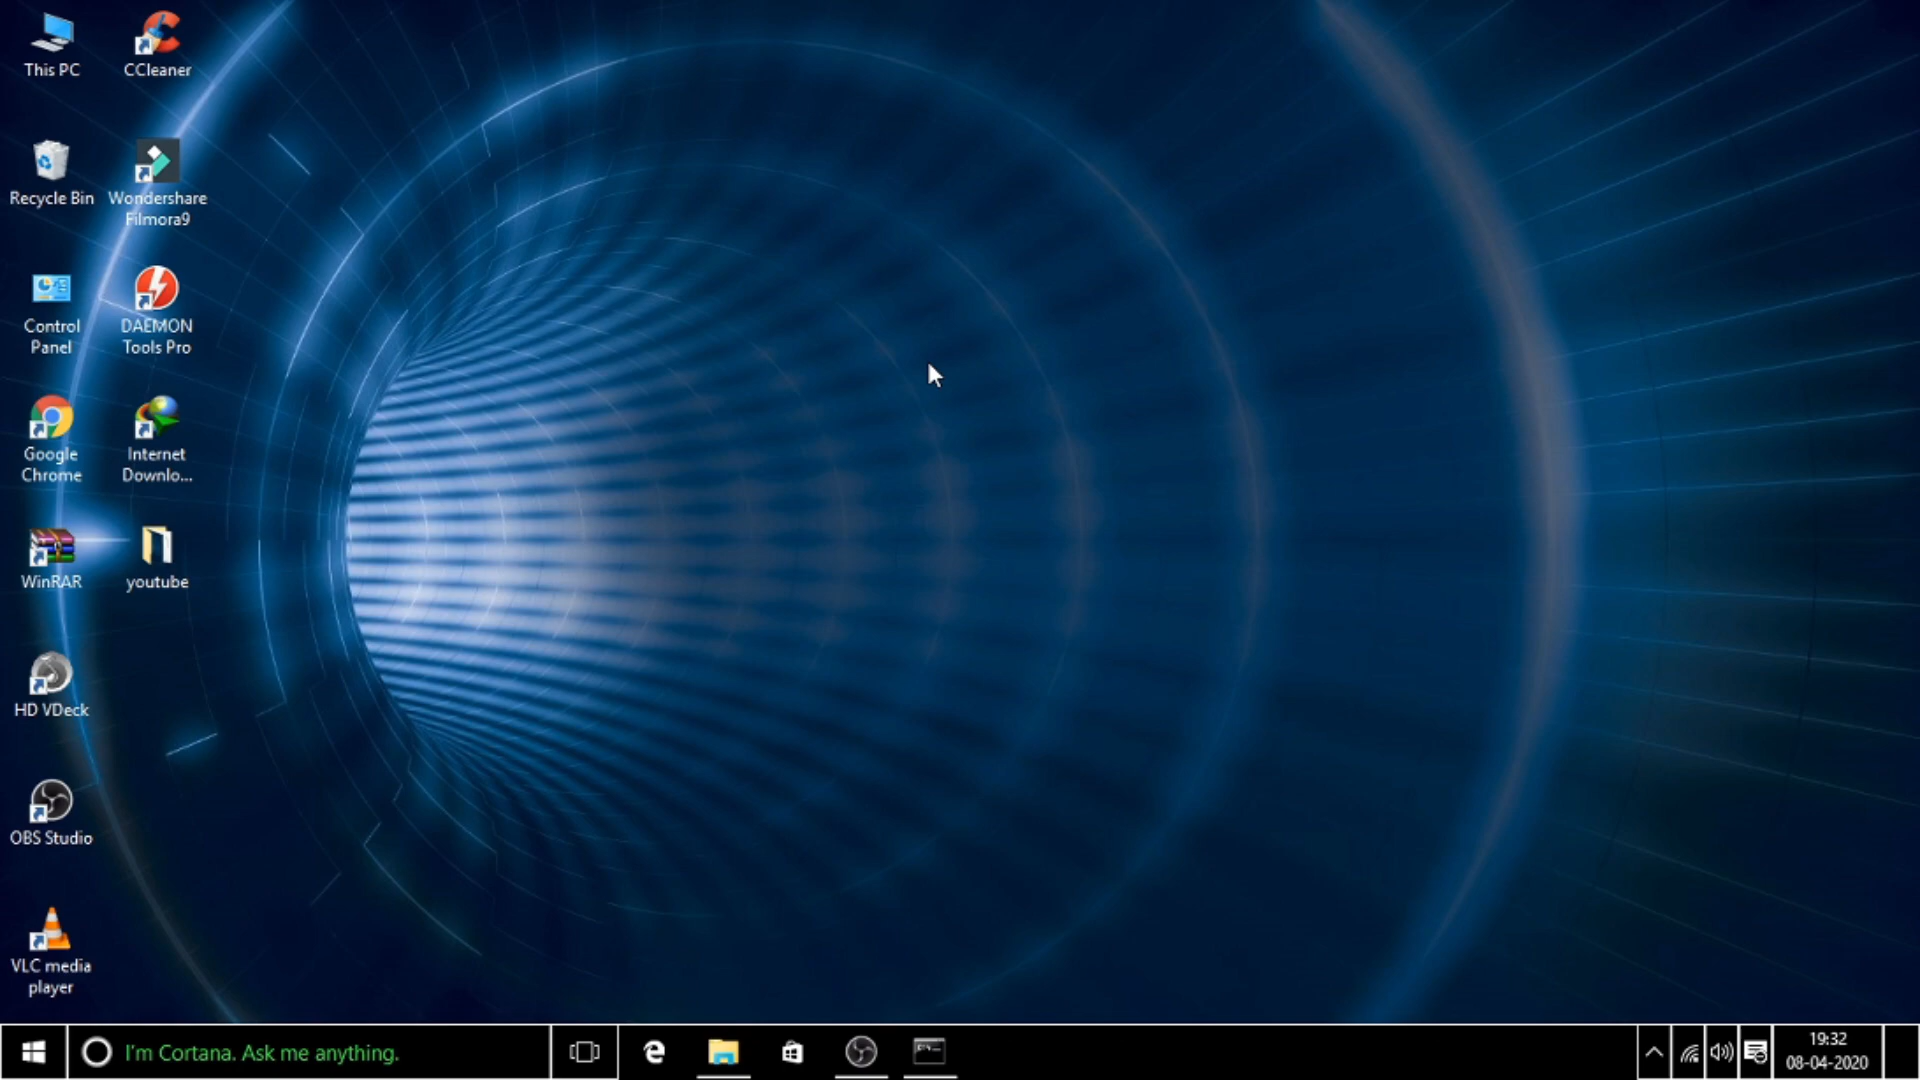 This PC
CCleaner
Recycle Bin
Wondershare
Filmora9
Control
Panel
DAEMON
Tools Pro
Google
Chrome
Internet
Downlo...
WinRAR
youtube
HD VDeck
OBS Studio
VLC media
player
I'm Cortana. Ask me anything.
19:32
08-04-2020